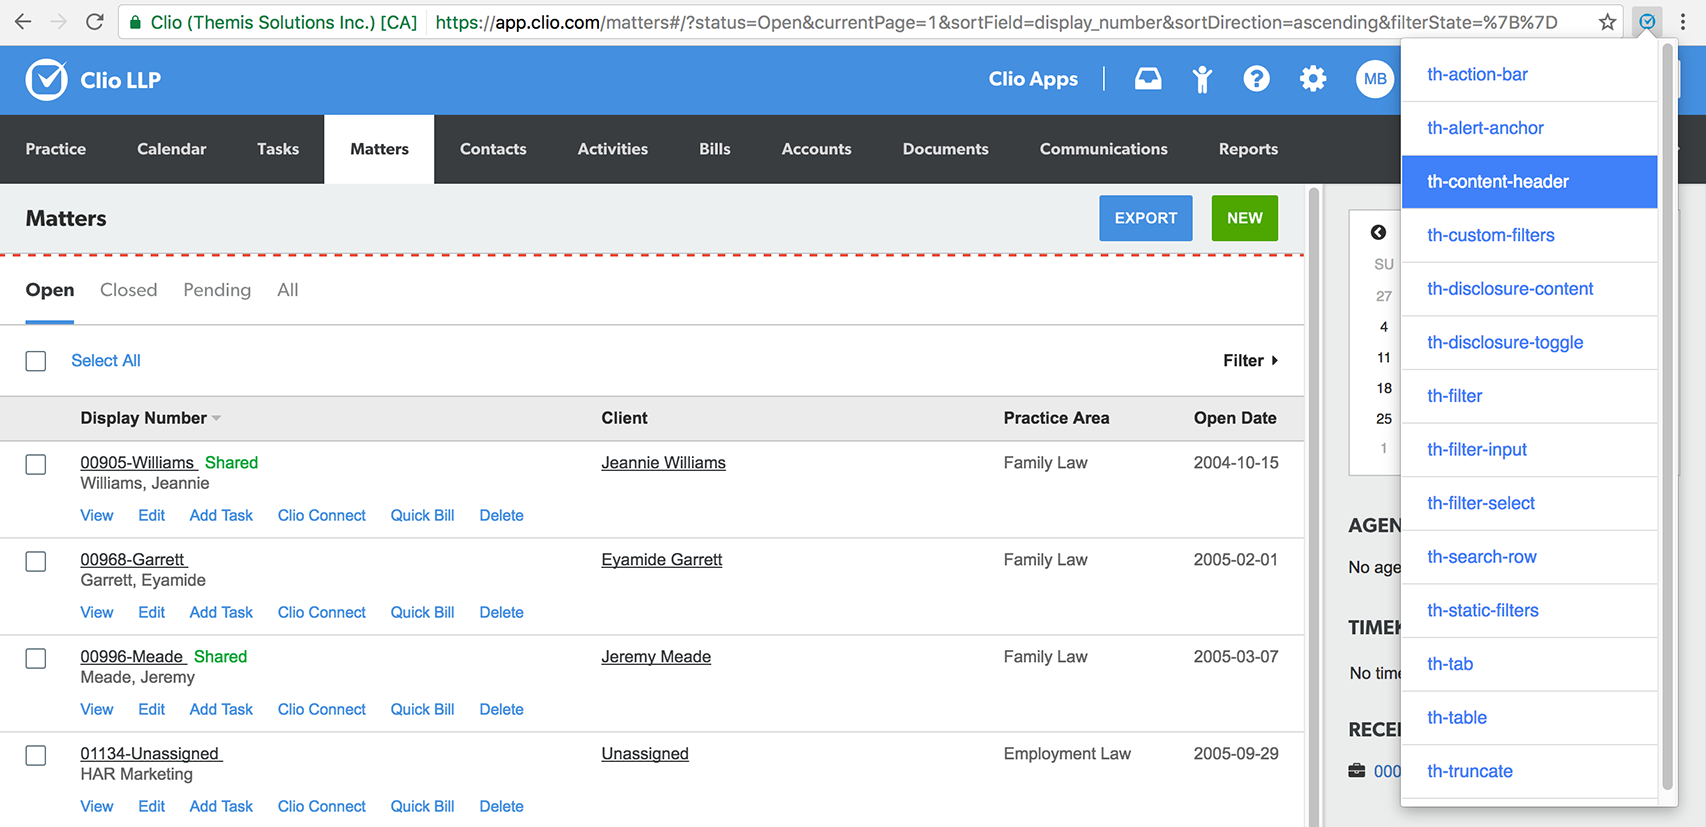 Clio (Themis Solutions Inc.) [CA] https://app.clio.com/matters#/?status=Open&currentPage=1&sortField=display_number&sortDirection=ascending&filterState=%7B%7D
Clio LLP Clio Apps MB
Practice Calendar Tasks Matters Contacts Activities Bills Accounts Documents Communications Reports
Matters EXPORT NEW
Open Closed Pending All
Select All Filter
Display Number Client Practice Area Open Date
00905-Williams Shared Jeannie Williams Family Law 2004-10-15
Williams, Jeannie
View Edit Add Task Clio Connect Quick Bill Delete
00968-Garrett Eyamide Garrett Family Law 2005-02-01
Garrett, Eyamide
View Edit Add Task Clio Connect Quick Bill Delete
00996-Meade Shared Jeremy Meade Family Law 2005-03-07
Meade, Jeremy
View Edit Add Task Clio Connect Quick Bill Delete
01134-Unassigned Unassigned Employment Law 2005-09-29
HAR Marketing
View Edit Add Task Clio Connect Quick Bill Delete
SU
27
4
11
18
25
1
AGEN
No age
TIMEK
No time
RECE
000
th-action-bar
th-alert-anchor
th-content-header
th-custom-filters
th-disclosure-content
th-disclosure-toggle
th-filter
th-filter-input
th-filter-select
th-search-row
th-static-filters
th-tab
th-table
th-truncate